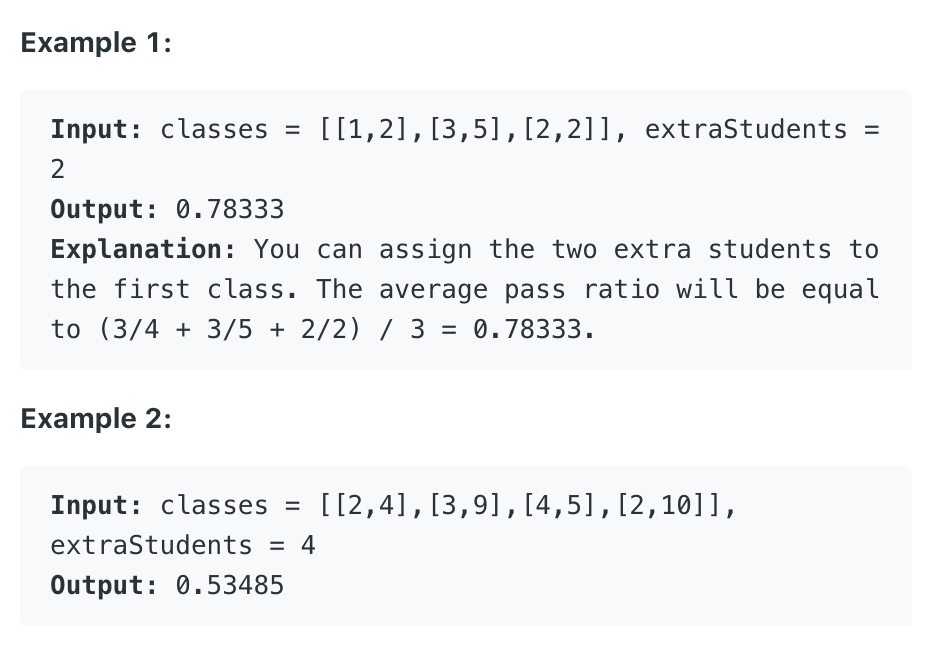 Example 1:
Input: classes = [[1,2],[3,5],[2,2]], extraStudents =
2
Output: 0.78333
Explanation: You can assign the two extra students to
the first class. The average pass ratio will be equal
to (3/4 + 3/5 + 2/2) / 3 = 0.78333.
Example 2:
Input: classes = [[2,4],[3,9],[4,5],[2,10]],
extraStudents = 4
Output: 0.53485